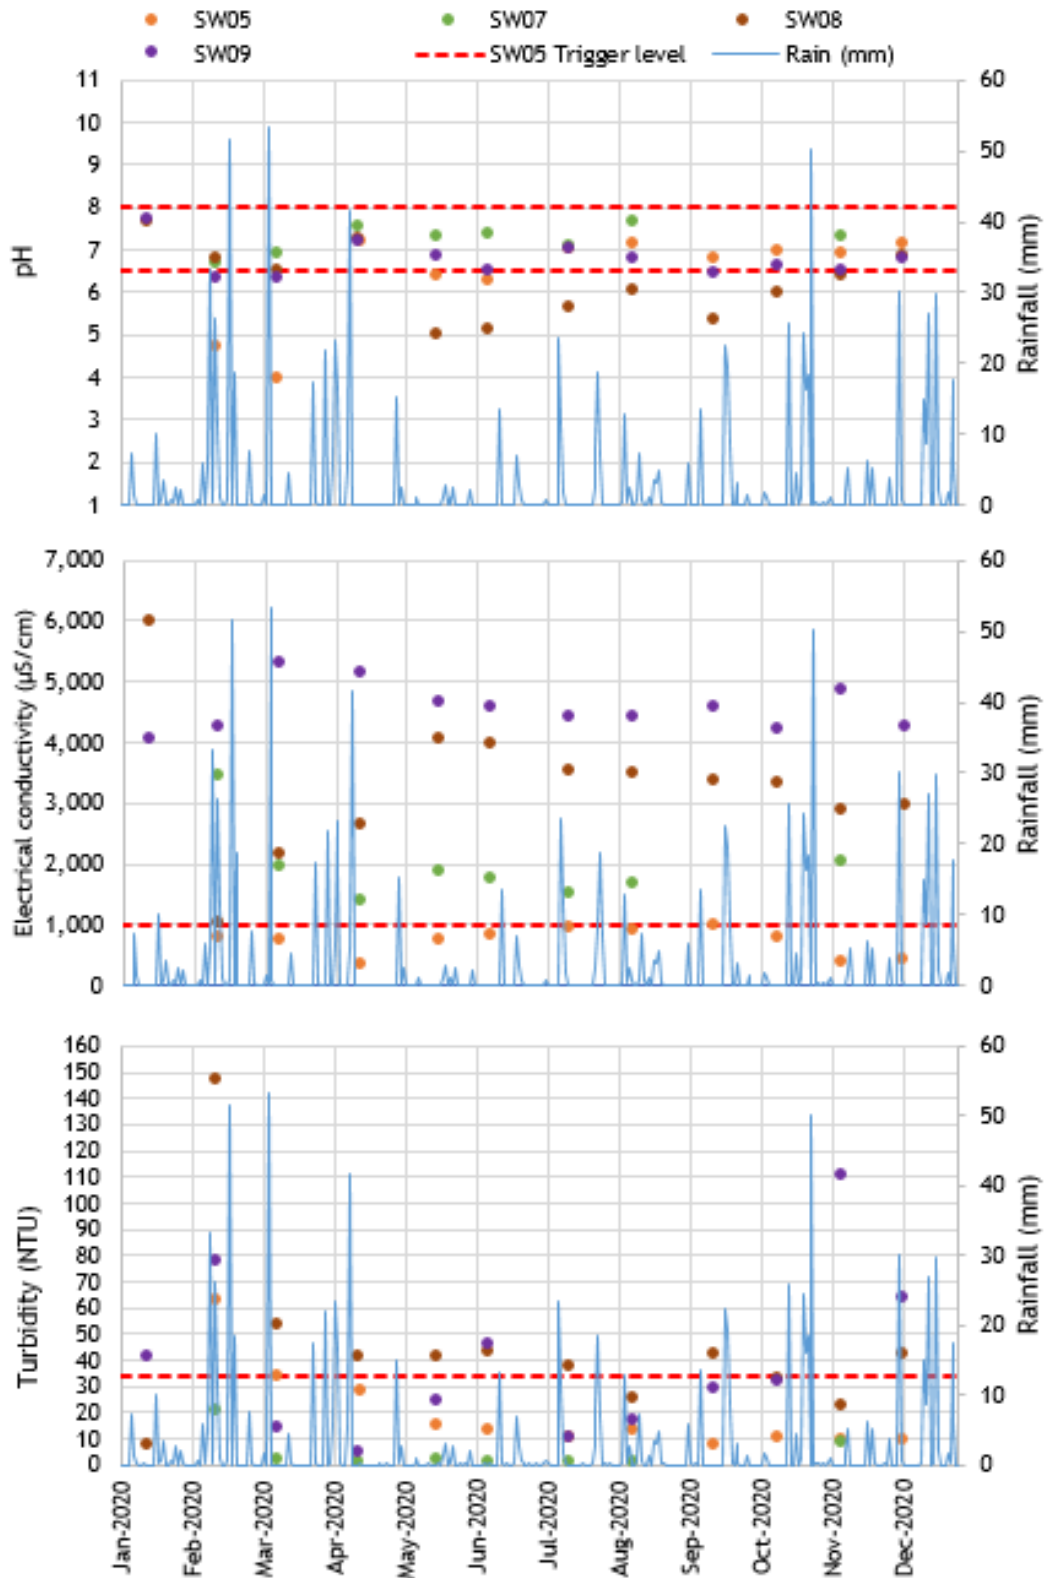 SW05 SW07 SW08
SW09 SW05 Trigger level Rain (mm)
11 60
10
9 50
8 40
7
6 30
5
4 20
3
2 10
1 0
pH
Rainfall (mm)
7,000 60
6,000 50
5,000 40
4,000
3,000 30
2,000 20
1,000 10
0 0
Electrical conductivity (µS/cm)
Rainfall (mm)
160 60
150
140
130 50
120
110
100 40
90
80 30
70
60
50 20
40
30 10
20
10
0 0
Turbidity (NTU)
Rainfall (mm)
Jan-2020
Feb-2020
Mar-2020
Apr-2020
May-2020
Jun-2020
Jul-2020
Aug-2020
Sep-2020
Oct-2020
Nov-2020
Dec-2020